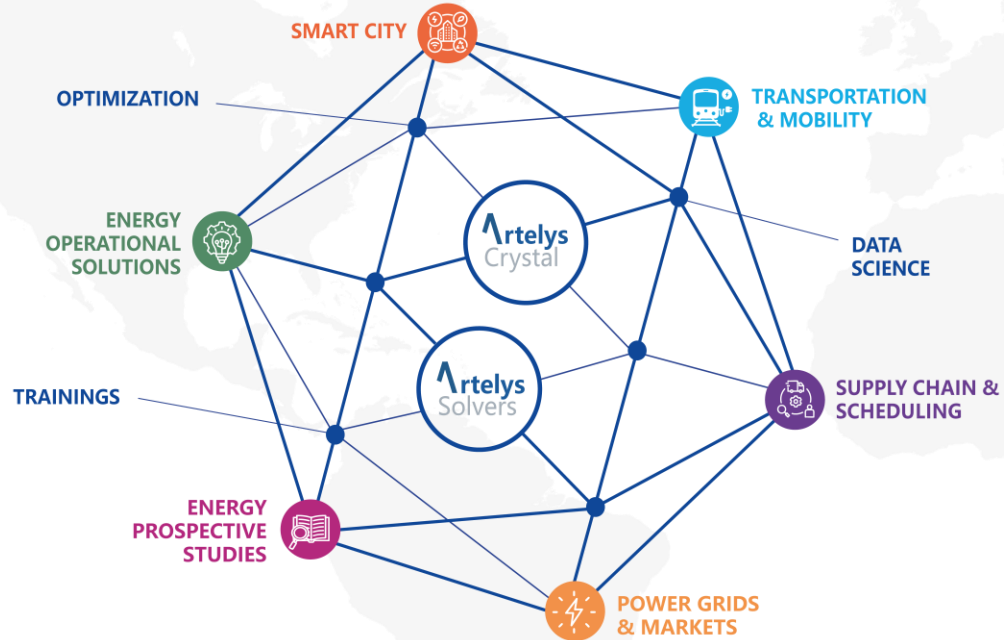 SMART CITY
OPTIMIZATION
TRANSPORTATION
& MOBILITY
ENERGY
OPERATIONAL
SOLUTIONS
Artelys
Crystal
DATA
SCIENCE
Artelys
Solvers
TRAININGS
SUPPLY CHAIN &
SCHEDULING
ENERGY
PROSPECTIVE
STUDIES
POWER GRIDS
& MARKETS